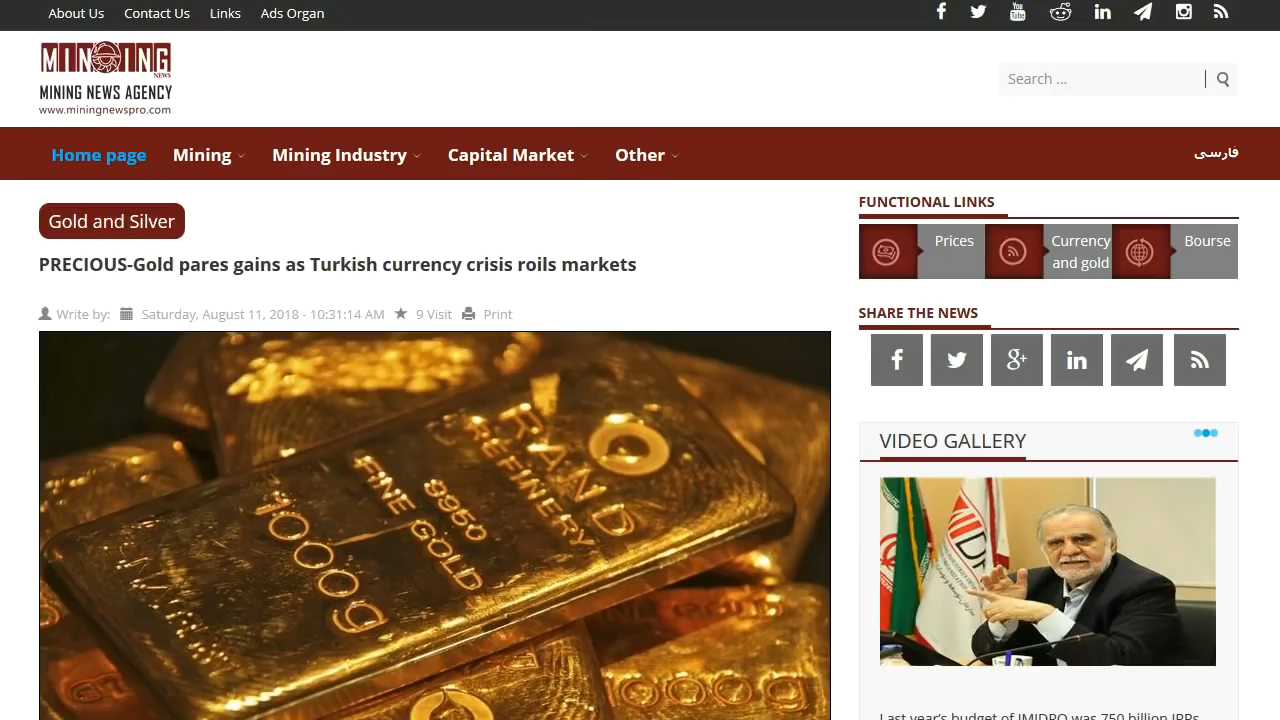 About Us Contact Us Links Ads Organ
MINING
NEWS
MINING NEWS AGENCY
www.miningnewspro.com
Search ...
Home page Mining Mining Industry Capital Market Other فارسی
Gold and Silver
PRECIOUS-Gold pares gains as Turkish currency crisis roils markets
Write by: Saturday, August 11, 2018 - 10:31:14 AM 9 Visit Print
RAND
REFINERY
9950
FINE GOLD
1000g
1000g
FUNCTIONAL LINKS
Prices
Currency
and gold
Bourse
SHARE THE NEWS
VIDEO GALLERY
Last year's budget of IMIDRO was 750 billion IRRs